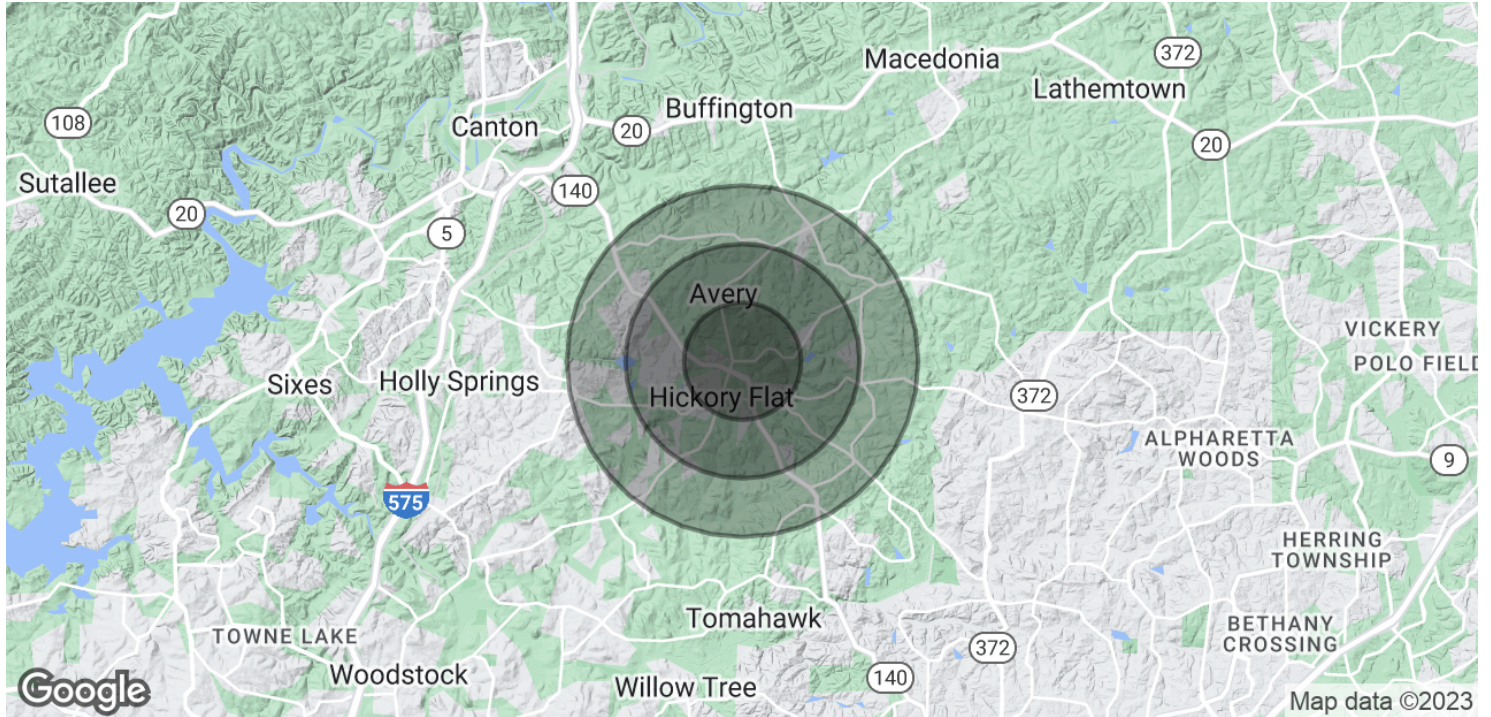 Macedonia
372
Lathemtown
108
Buffington
Canton
20
20
Sutallee
140
20
5
Avery
VICKERY
POLO FIELD
Sixes
Holly Springs
Hickory Flat
372
ALPHARETTA
WOODS
9
575
HERRING
TOWNSHIP
Tomahawk
TOWNE LAKE
BETHANY
CROSSING
372
Woodstock
140
Willow Tree
Google
Map data ©2023